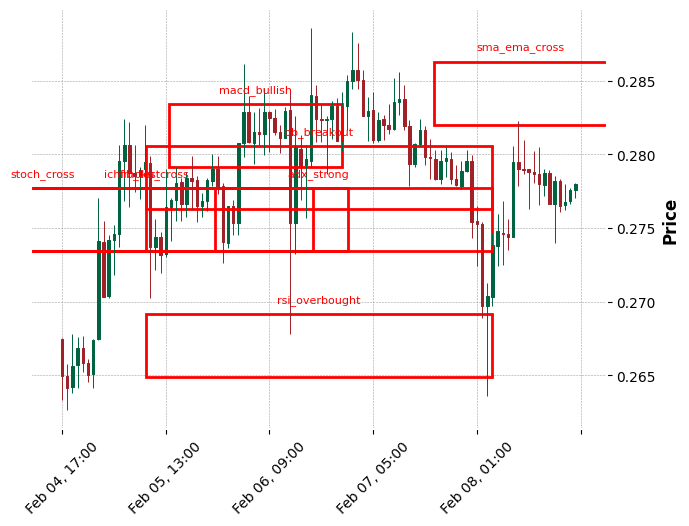 sma_ema_cross
macd_bullish
bb_breakout
stoch_cross
adx_strong
rsi_overbought
0.285
0.280
0.275
0.270
0.265
Price
Feb 04, 17:00
Feb 05, 13:00
Feb 06, 09:00
Feb 07, 05:00
Feb 08, 01:00